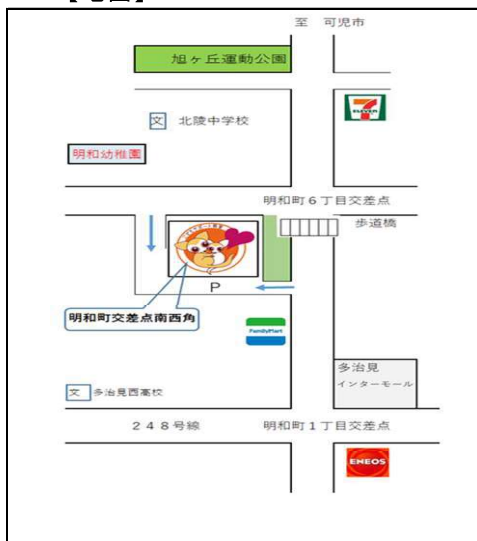 至 可児市
旭ヶ丘運動公園
7
ELEVEN
文 北陵中学校
明和幼稚園
明和町6丁目交差点
歩道橋
P
明和町交差点南西角
FamilyMart
多治見
インターモール
文 多治見西高校
248号線 明和町1丁目交差点
ENEOS